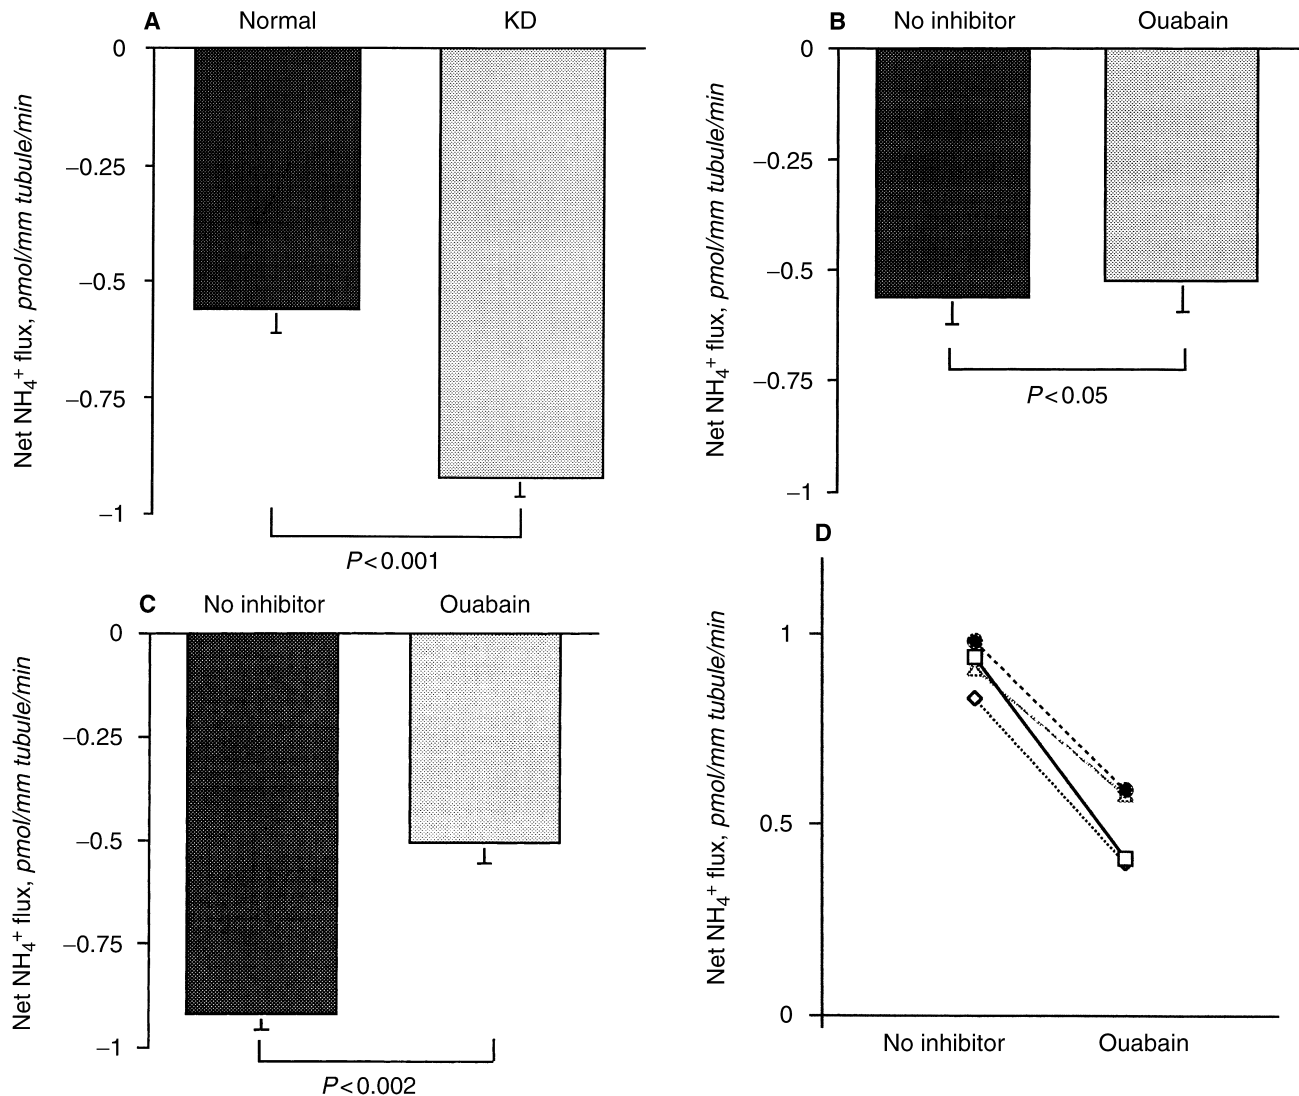 A Normal KD
0
−0.25
−0.5
−0.75
−1
Net NH4+ flux, pmol/mm tubule/min
P<0.001
B No inhibitor Ouabain
0
−0.25
−0.5
−0.75
−1
Net NH4+ flux, pmol/mm tubule/min
P<0.05
C No inhibitor Ouabain
0
−0.25
−0.5
−0.75
−1
Net NH4+ flux, pmol/mm tubule/min
P<0.002
D
1
0.5
0
Net NH4+ flux, pmol/mm tubule/min
No inhibitor Ouabain